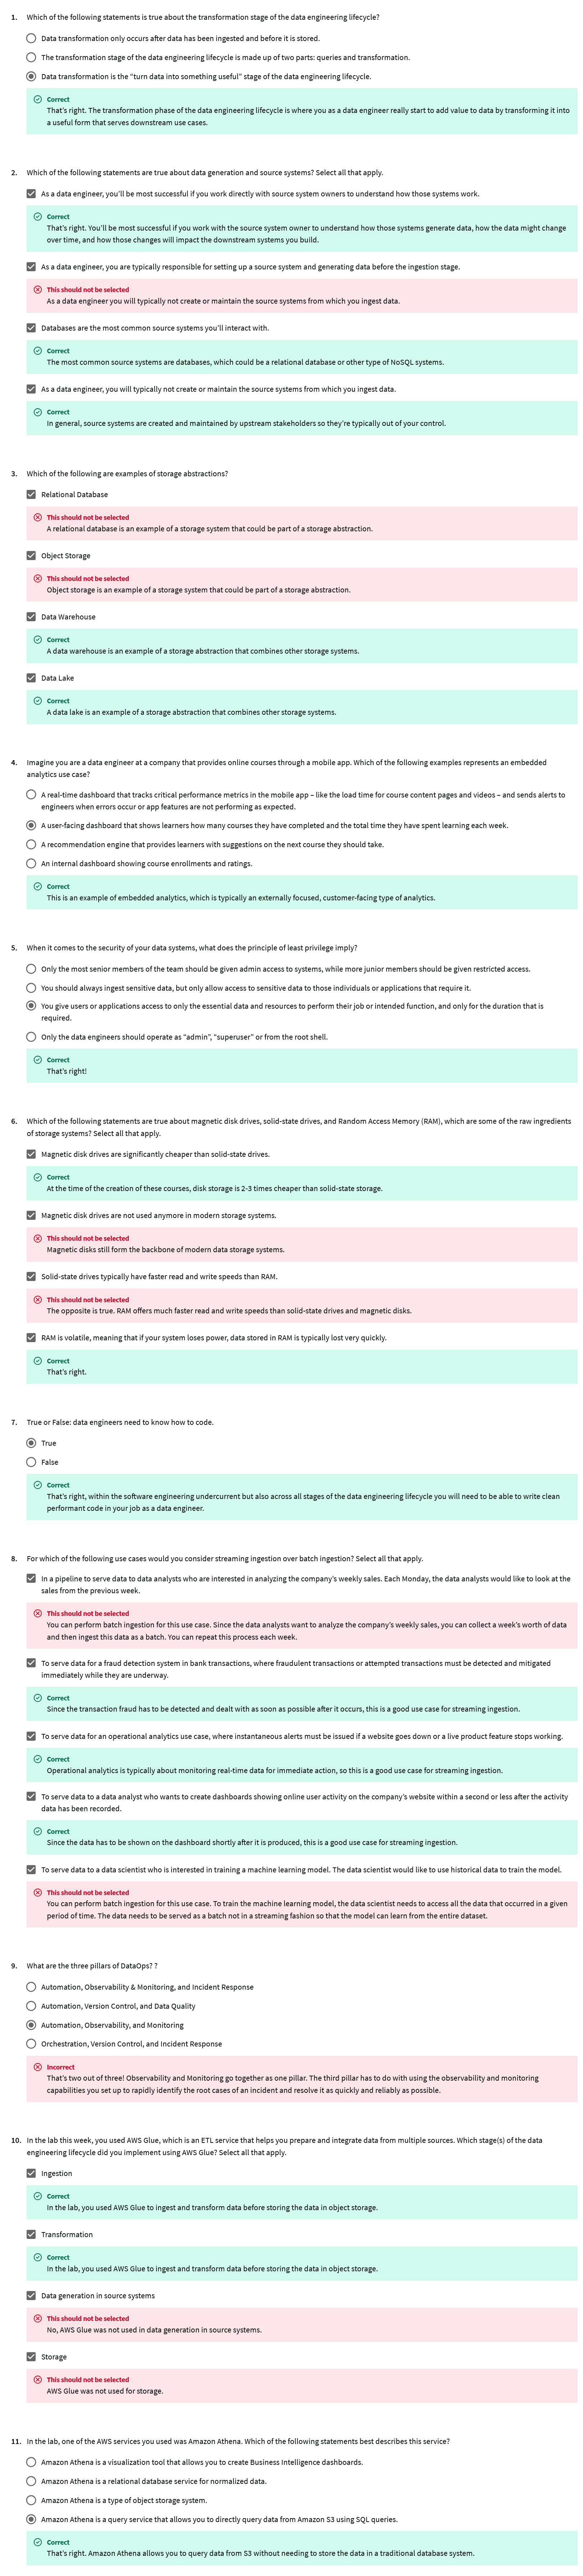 1. Which of the following statements is true about the transformation stage of the data engineering lifecycle?
Data transformation only occurs after data has been ingested and before it is stored.
The transformation stage of the data engineering lifecycle is made up of two parts: queries and transformation.
Data transformation is the “turn data into something useful” stage of the data engineering lifecycle.
Correct
That’s right. The transformation phase of the data engineering lifecycle is where you as a data engineer really start to add value to data by transforming it into
a useful form that serves downstream use cases.
2. Which of the following statements are true about data generation and source systems? Select all that apply.
As a data engineer, you’ll be most successful if you work directly with source system owners to understand how those systems work.
Correct
That’s right. You’ll be most successful if you work with the source system owner to understand how those systems generate data, how the data might change
over time, and how those changes will impact the downstream systems you build.
As a data engineer, you are typically responsible for setting up a source system and generating data before the ingestion stage.
This should not be selected
As a data engineer you will typically not create or maintain the source systems from which you ingest data.
Databases are the most common source systems you’ll interact with.
Correct
The most common source systems are databases, which could be a relational database or other type of NoSQL systems.
As a data engineer, you will typically not create or maintain the source systems from which you ingest data.
Correct
In general, source systems are created and maintained by upstream stakeholders so they’re typically out of your control.
3. Which of the following are examples of storage abstractions?
Relational Database
This should not be selected
A relational database is an example of a storage system that could be part of a storage abstraction.
Object Storage
This should not be selected
Object storage is an example of a storage system that could be part of a storage abstraction.
Data Warehouse
Correct
A data warehouse is an example of a storage abstraction that combines other storage systems.
Data Lake
Correct
A data lake is an example of a storage abstraction that combines other storage systems.
4. Imagine you are a data engineer at a company that provides online courses through a mobile app. Which of the following examples represents an embedded
analytics use case?
A real-time dashboard that tracks critical performance metrics in the mobile app – like the load time for course content pages and videos – and sends alerts to
engineers when errors occur or app features are not performing as expected.
A user-facing dashboard that shows learners how many courses they have completed and the total time they have spent learning each week.
A recommendation engine that provides learners with suggestions on the next course they should take.
An internal dashboard showing course enrollments and ratings.
Correct
This is an example of embedded analytics, which is typically an externally focused, customer-facing type of analytics.
5. When it comes to the security of your data systems, what does the principle of least privilege imply?
Only the most senior members of the team should be given admin access to systems, while more junior members should be given restricted access.
You should always ingest sensitive data, but only allow access to sensitive data to those individuals or applications that require it.
You give users or applications access to only the essential data and resources to perform their job or intended function, and only for the duration that is
required.
Only the data engineers should operate as “admin”, “superuser” or from the root shell.
Correct
That’s right!
6. Which of the following statements are true about magnetic disk drives, solid-state drives, and Random Access Memory (RAM), which are some of the raw ingredients
of storage systems? Select all that apply.
Magnetic disk drives are significantly cheaper than solid-state drives.
Correct
At the time of the creation of these courses, disk storage is 2-3 times cheaper than solid-state storage.
Magnetic disk drives are not used anymore in modern storage systems.
This should not be selected
Magnetic disks still form the backbone of modern data storage systems.
Solid-state drives typically have faster read and write speeds than RAM.
This should not be selected
The opposite is true. RAM offers much faster read and write speeds than solid-state drives and magnetic disks.
RAM is volatile, meaning that if your system loses power, data stored in RAM is typically lost very quickly.
Correct
That’s right.
7. True or False: data engineers need to know how to code.
True
False
Correct
That’s right, within the software engineering undercurrent but also across all stages of the data engineering lifecycle you will need to be able to write clean
performant code in your job as a data engineer.
8. For which of the following use cases would you consider streaming ingestion over batch ingestion? Select all that apply.
In a pipeline to serve data to data analysts who are interested in analyzing the company’s weekly sales. Each Monday, the data analysts would like to look at the
sales from the previous week.
This should not be selected
You can perform batch ingestion for this use case. Since the data analysts want to analyze the company’s weekly sales, you can collect a week’s worth of data
and then ingest this data as a batch. You can repeat this process each week.
To serve data for a fraud detection system in bank transactions, where fraudulent transactions or attempted transactions must be detected and mitigated
immediately while they are underway.
Correct
Since the transaction fraud has to be detected and dealt with as soon as possible after it occurs, this is a good use case for streaming ingestion.
To serve data for an operational analytics use case, where instantaneous alerts must be issued if a website goes down or a live product feature stops working.
Correct
Operational analytics is typically about monitoring real-time data for immediate action, so this is a good use case for streaming ingestion.
To serve data to a data analyst who wants to create dashboards showing online user activity on the company’s website within a second or less after the activity
data has been recorded.
Correct
Since the data has to be shown on the dashboard shortly after it is produced, this is a good use case for streaming ingestion.
To serve data to a data scientist who is interested in training a machine learning model. The data scientist would like to use historical data to train the model.
This should not be selected
You can perform batch ingestion for this use case. To train the machine learning model, the data scientist needs to access all the data that occurred in a given
period of time. The data needs to be served as a batch not in a streaming fashion so that the model can learn from the entire dataset.
9. What are the three pillars of DataOps? ?
Automation, Observability & Monitoring, and Incident Response
Automation, Version Control, and Data Quality
Automation, Observability, and Monitoring
Orchestration, Version Control, and Incident Response
Incorrect
That’s two out of three! Observability and Monitoring go together as one pillar. The third pillar has to do with using the observability and monitoring
capabilities you set up to rapidly identify the root cases of an incident and resolve it as quickly and reliably as possible.
10. In the lab this week, you used AWS Glue, which is an ETL service that helps you prepare and integrate data from multiple sources. Which stage(s) of the data
engineering lifecycle did you implement using AWS Glue? Select all that apply.
Ingestion
Correct
In the lab, you used AWS Glue to ingest and transform data before storing the data in object storage.
Transformation
Correct
In the lab, you used AWS Glue to ingest and transform data before storing the data in object storage.
Data generation in source systems
This should not be selected
No, AWS Glue was not used in data generation in source systems.
Storage
This should not be selected
AWS Glue was not used for storage.
11. In the lab, one of the AWS services you used was Amazon Athena. Which of the following statements best describes this service?
Amazon Athena is a visualization tool that allows you to create Business Intelligence dashboards.
Amazon Athena is a relational database service for normalized data.
Amazon Athena is a type of object storage system.
Amazon Athena is a query service that allows you to directly query data from Amazon S3 using SQL queries.
Correct
That’s right. Amazon Athena allows you to query data from S3 without needing to store the data in a traditional database system.